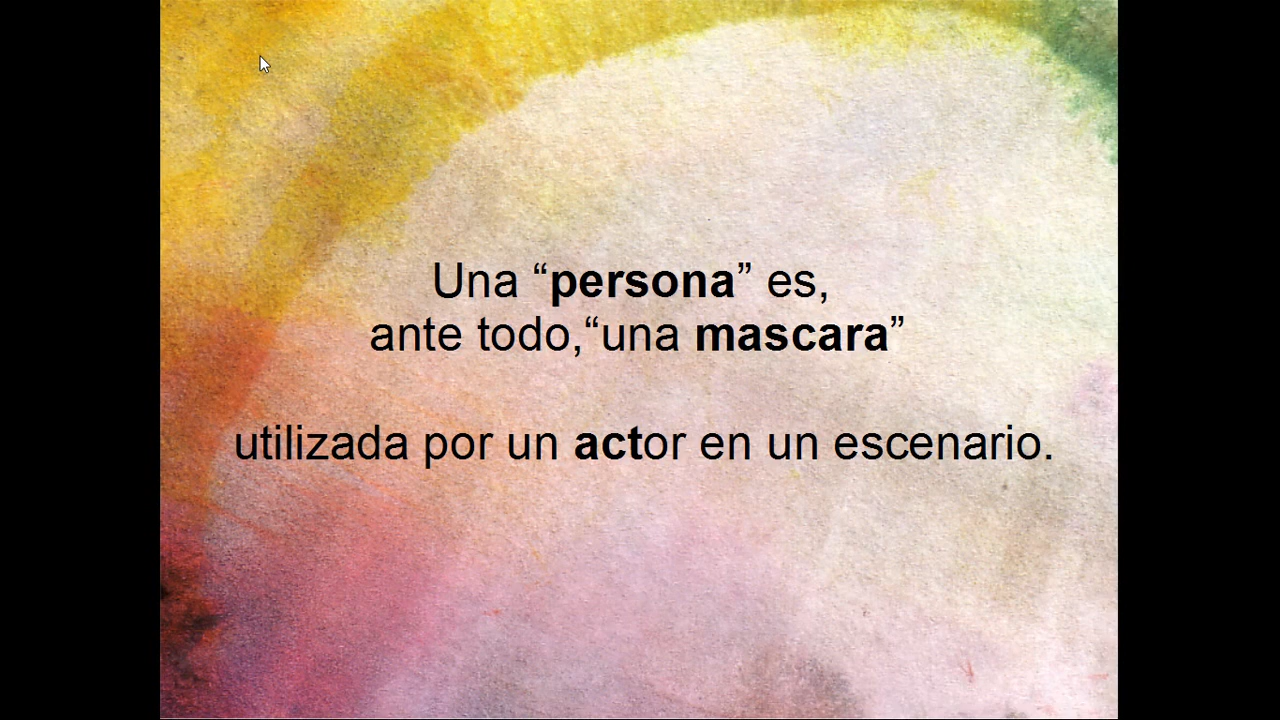 Una “persona” es,
ante todo,“una mascara”
utilizada por un actor en un escenario.